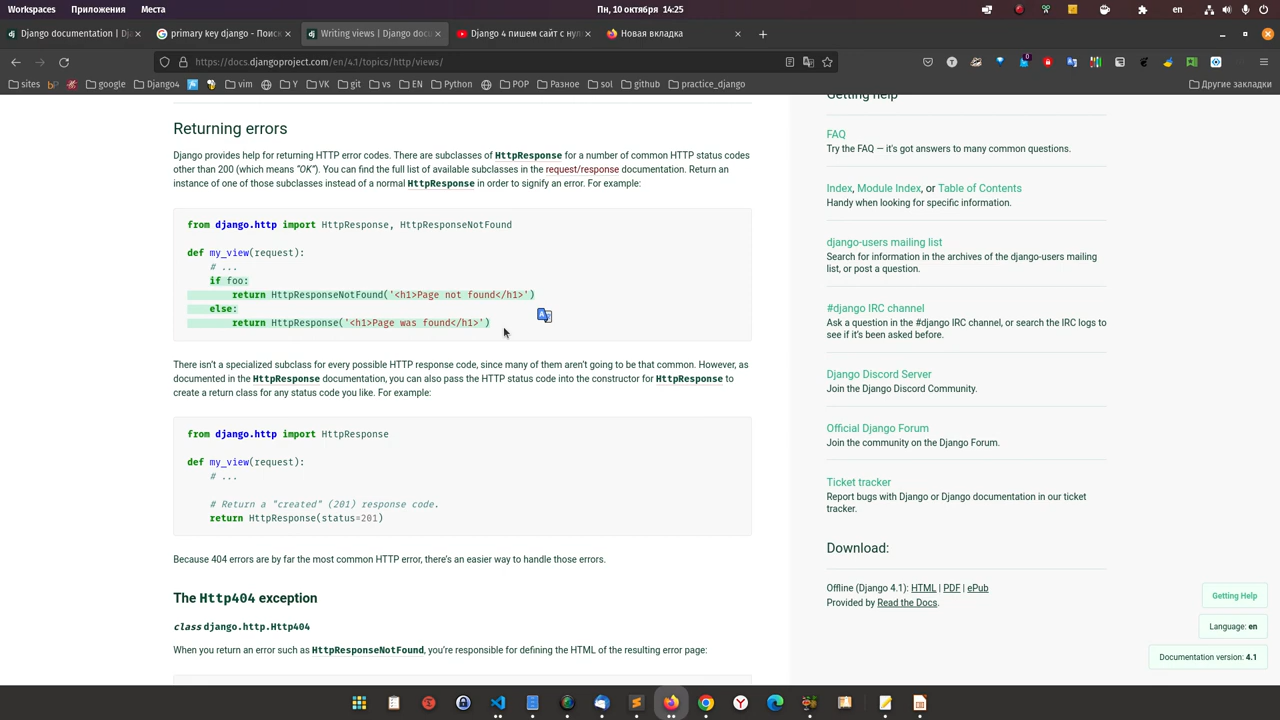 Workspaces Приложения Места Пн, 10 октября 14:25 en
Django documentation | D primary key django - Поиск Writing views | Django docu Django 4 пишем сайт с нул Новая вкладка
https://docs.djangoproject.com/en/4.1/topics/http/views/
sites google Django4 vim Y VK git vs EN Python POP Разное sol github practice_django Другие закладки
Returning errors
Django provides help for returning HTTP error codes. There are subclasses of HttpResponse for a number of common HTTP status codes
other than 200 (which means “OK”). You can find the full list of available subclasses in the request/response documentation. Return an
instance of one of those subclasses instead of a normal HttpResponse in order to signify an error. For example:
from django.http import HttpResponse, HttpResponseNotFound
def my_view(request):
# ...
if foo:
return HttpResponseNotFound('<h1>Page not found</h1>')
else:
return HttpResponse('<h1>Page was found</h1>')
There isn’t a specialized subclass for every possible HTTP response code, since many of them aren’t going to be that common. However, as
documented in the HttpResponse documentation, you can also pass the HTTP status code into the constructor for HttpResponse to
create a return class for any status code you like. For example:
from django.http import HttpResponse
def my_view(request):
# ...
# Return a "created" (201) response code.
return HttpResponse(status=201)
Because 404 errors are by far the most common HTTP error, there’s an easier way to handle those errors.
The Http404 exception
class django.http.Http404
When you return an error such as HttpResponseNotFound, you’re responsible for defining the HTML of the resulting error page:
Getting help
FAQ
Try the FAQ — it's got answers to many common questions.
Index, Module Index, or Table of Contents
Handy when looking for specific information.
django-users mailing list
Search for information in the archives of the django-users mailing
list, or post a question.
#django IRC channel
Ask a question in the #django IRC channel, or search the IRC logs to
see if it’s been asked before.
Django Discord Server
Join the Django Discord Community.
Official Django Forum
Join the community on the Django Forum.
Ticket tracker
Report bugs with Django or Django documentation in our ticket
tracker.
Download:
Offline (Django 4.1): HTML | PDF | ePub
Provided by Read the Docs.
Getting Help
Language: en
Documentation version: 4.1